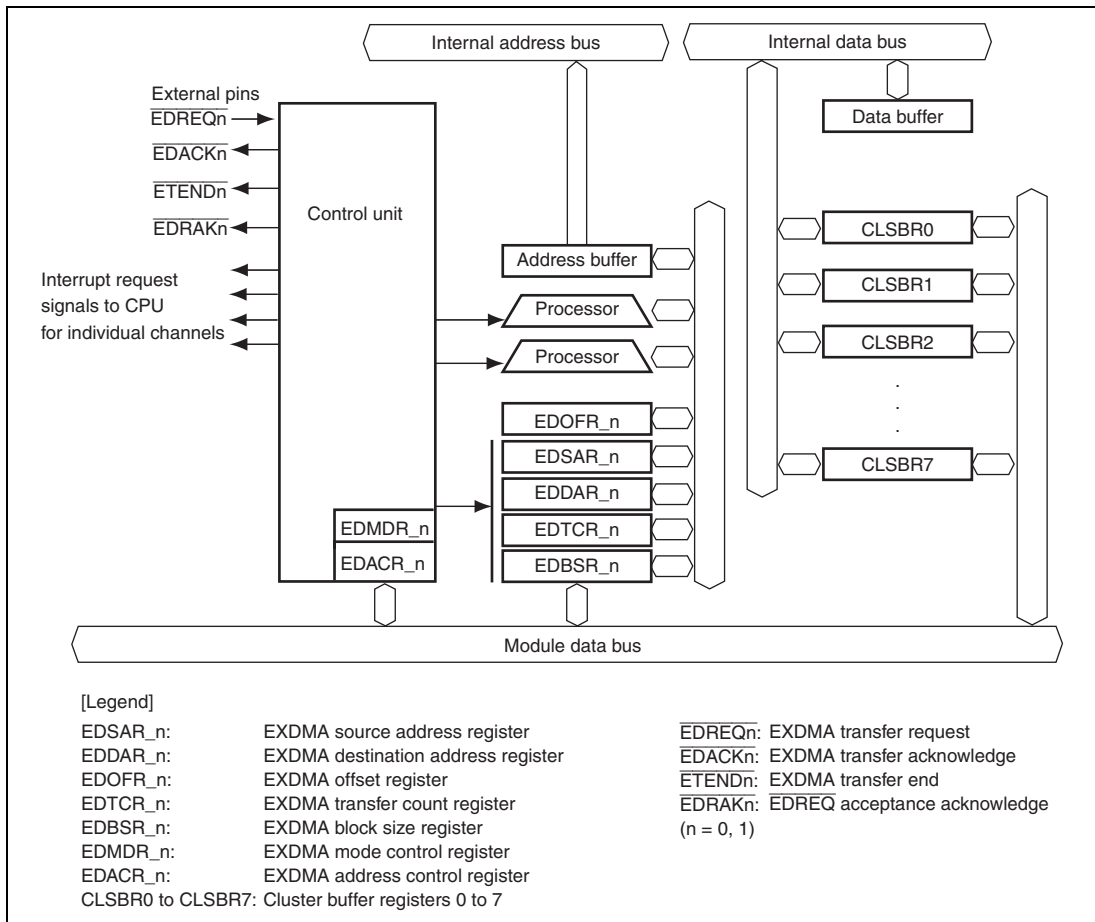 Internal address bus
Internal data bus
External pins
EDREQn
EDACKn
ETENDn
EDRAKn
Interrupt request
signals to CPU
for individual channels
Control unit
EDMDR_n
EDACR_n
Address buffer
Processor
Processor
EDOFR_n
EDSAR_n
EDDAR_n
EDTCR_n
EDBSR_n
Data buffer
CLSBR0
CLSBR1
CLSBR2
.
.
.
CLSBR7
Module data bus
[Legend]
EDSAR_n: EXDMA source address register
EDDAR_n: EXDMA destination address register
EDOFR_n: EXDMA offset register
EDTCR_n: EXDMA transfer count register
EDBSR_n: EXDMA block size register
EDMDR_n: EXDMA mode control register
EDACR_n: EXDMA address control register
CLSBR0 to CLSBR7: Cluster buffer registers 0 to 7
EDREQn: EXDMA transfer request
EDACKn: EXDMA transfer acknowledge
ETENDn: EXDMA transfer end
EDRAKn: EDREQ acceptance acknowledge
(n = 0, 1)